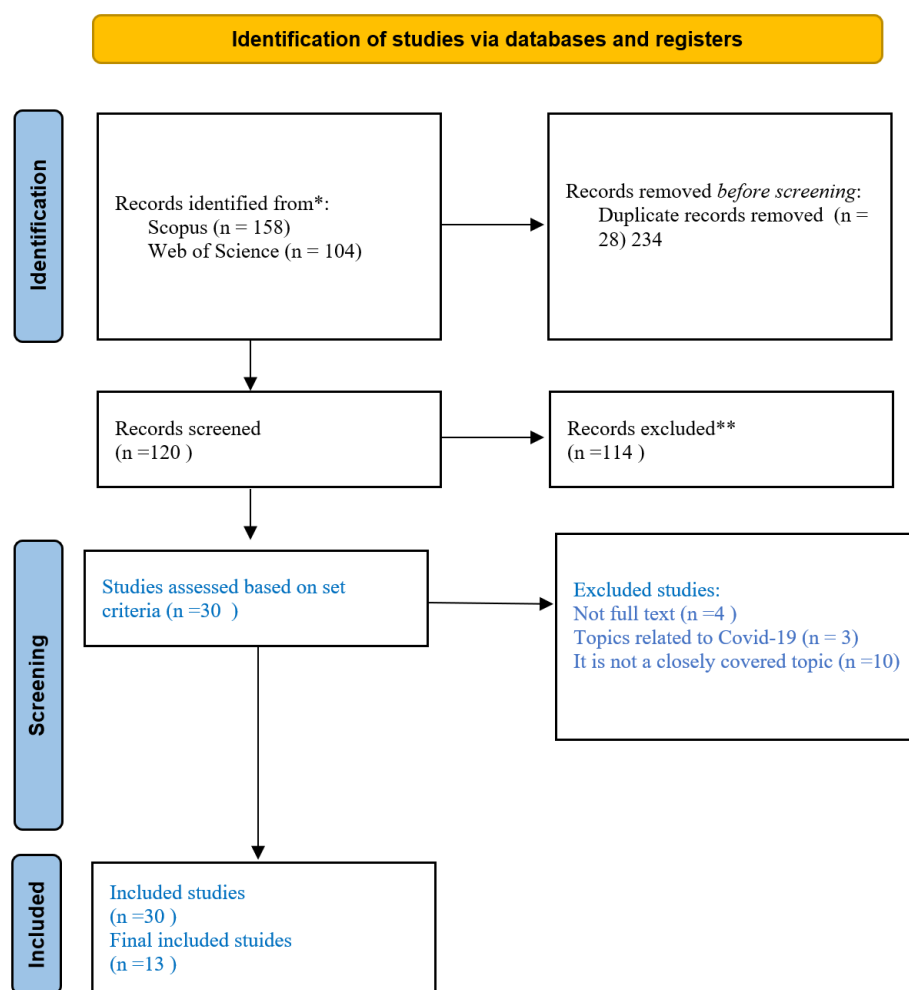 Identification of studies via databases and registers
Identification
Records identified from*:
Scopus (n = 158)
Web of Science (n = 104)
Records removed before screening:
Duplicate records removed  (n =
28) 234
Records screened
(n =120 )
Records excluded**
(n =114 )
Screening
Studies assessed based on set
criteria (n =30  )
Excluded studies:
Not full text (n =4 )
Topics related to Covid-19 (n = 3)
It is not a closely covered topic (n =10)
Included
Included studies
(n =30 )
Final included stuides
(n =13 )